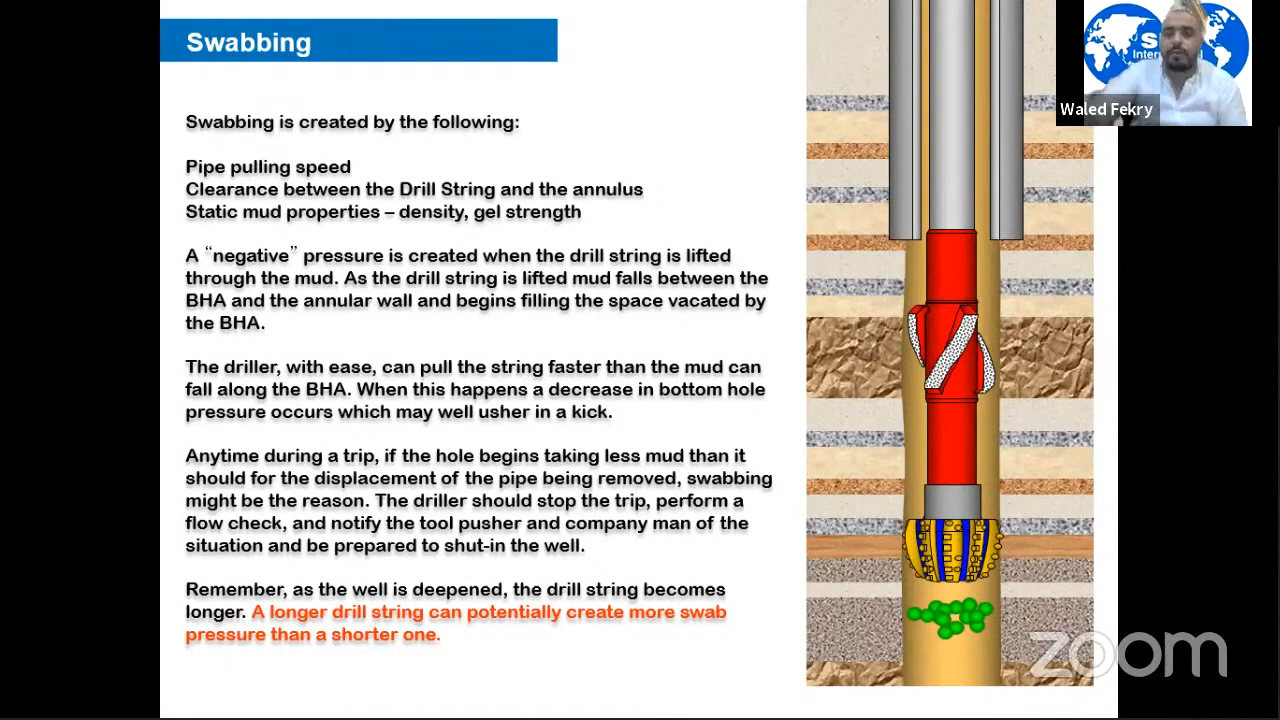 Swabbing
Swabbing is created by the following:
Pipe pulling speed
Clearance between the Drill String and the annulus
Static mud properties – density, gel strength
A “negative” pressure is created when the drill string is lifted
through the mud. As the drill string is lifted mud falls between the
BHA and the annular wall and begins filling the space vacated by
the BHA.
The driller, with ease, can pull the string faster than the mud can
fall along the BHA. When this happens a decrease in bottom hole
pressure occurs which may well usher in a kick.
Anytime during a trip, if the hole begins taking less mud than it
should for the displacement of the pipe being removed, swabbing
might be the reason. The driller should stop the trip, perform a
flow check, and notify the tool pusher and company man of the
situation and be prepared to shut-in the well.
Remember, as the well is deepened, the drill string becomes
longer. A longer drill string can potentially create more swab
pressure than a shorter one.
Waled Fekry
zoom